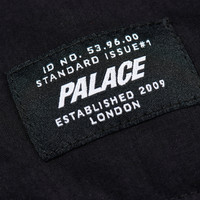 ID NO. 53.96.00
STANDARD ISSUE#1
PALACE
ESTABLISHED 2009
LONDON